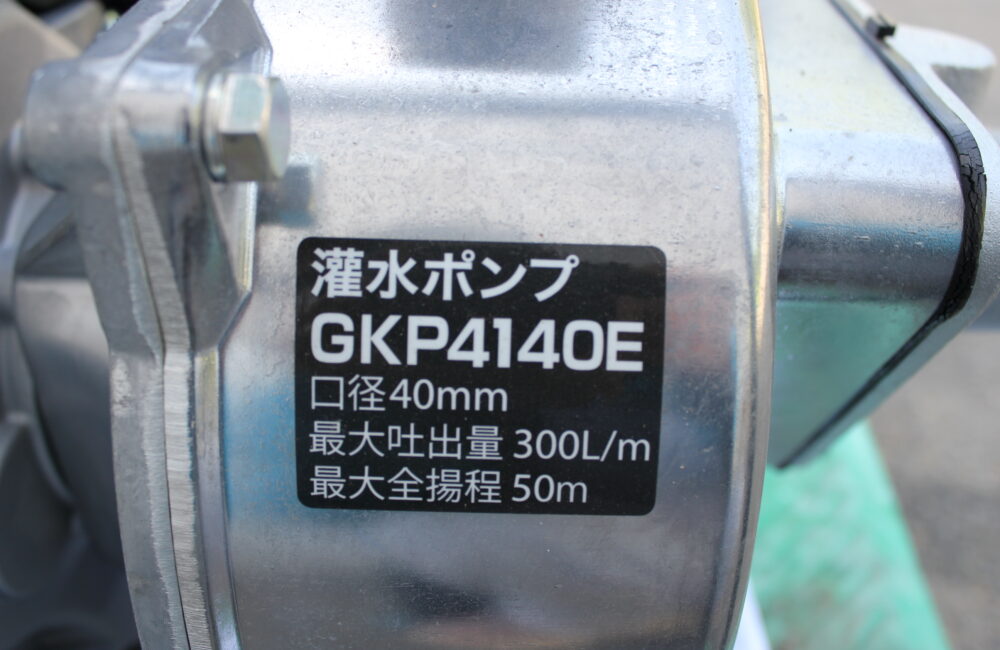 灌水ポンプ
GKP4140E
口径40mm
最大吐出量 300L/m
最大全揚程 50m